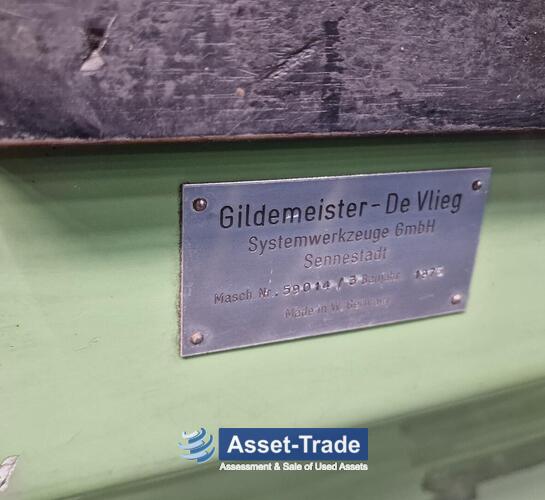 Gildemeister - De Vlieg
Systemwerkzeuge GmbH
Sennestadt
Masch. Nr. 59014 / 3 Baujahr 1973
Made in W. Germany
Asset-Trade
Assessment & Sale of Used Assets